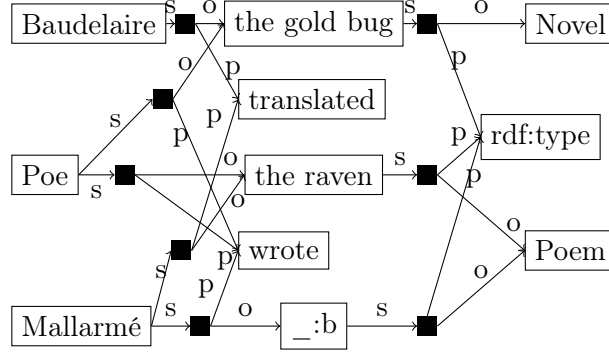 s o s o
Baudelaire the gold bug Novel
o p p
translated
s p p
p rdf:type
Poe s o the raven s p
o
wrote o Poem
s p
p o
Mallarmé s o _:b s